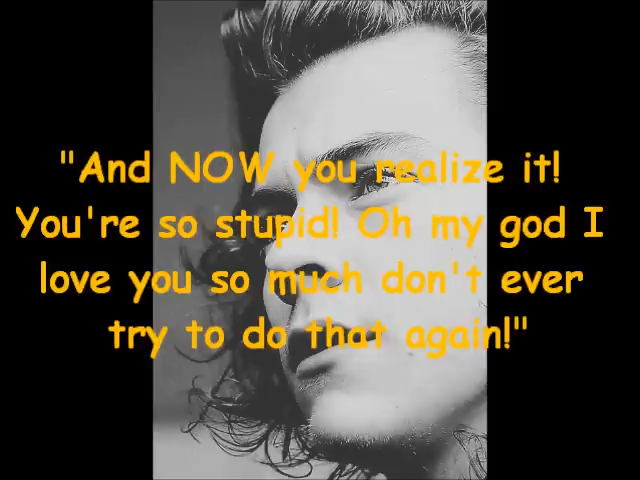 "And NOW you realize it!
You're so stupid! Oh my god I
love you so much don't ever
try to do that again!"